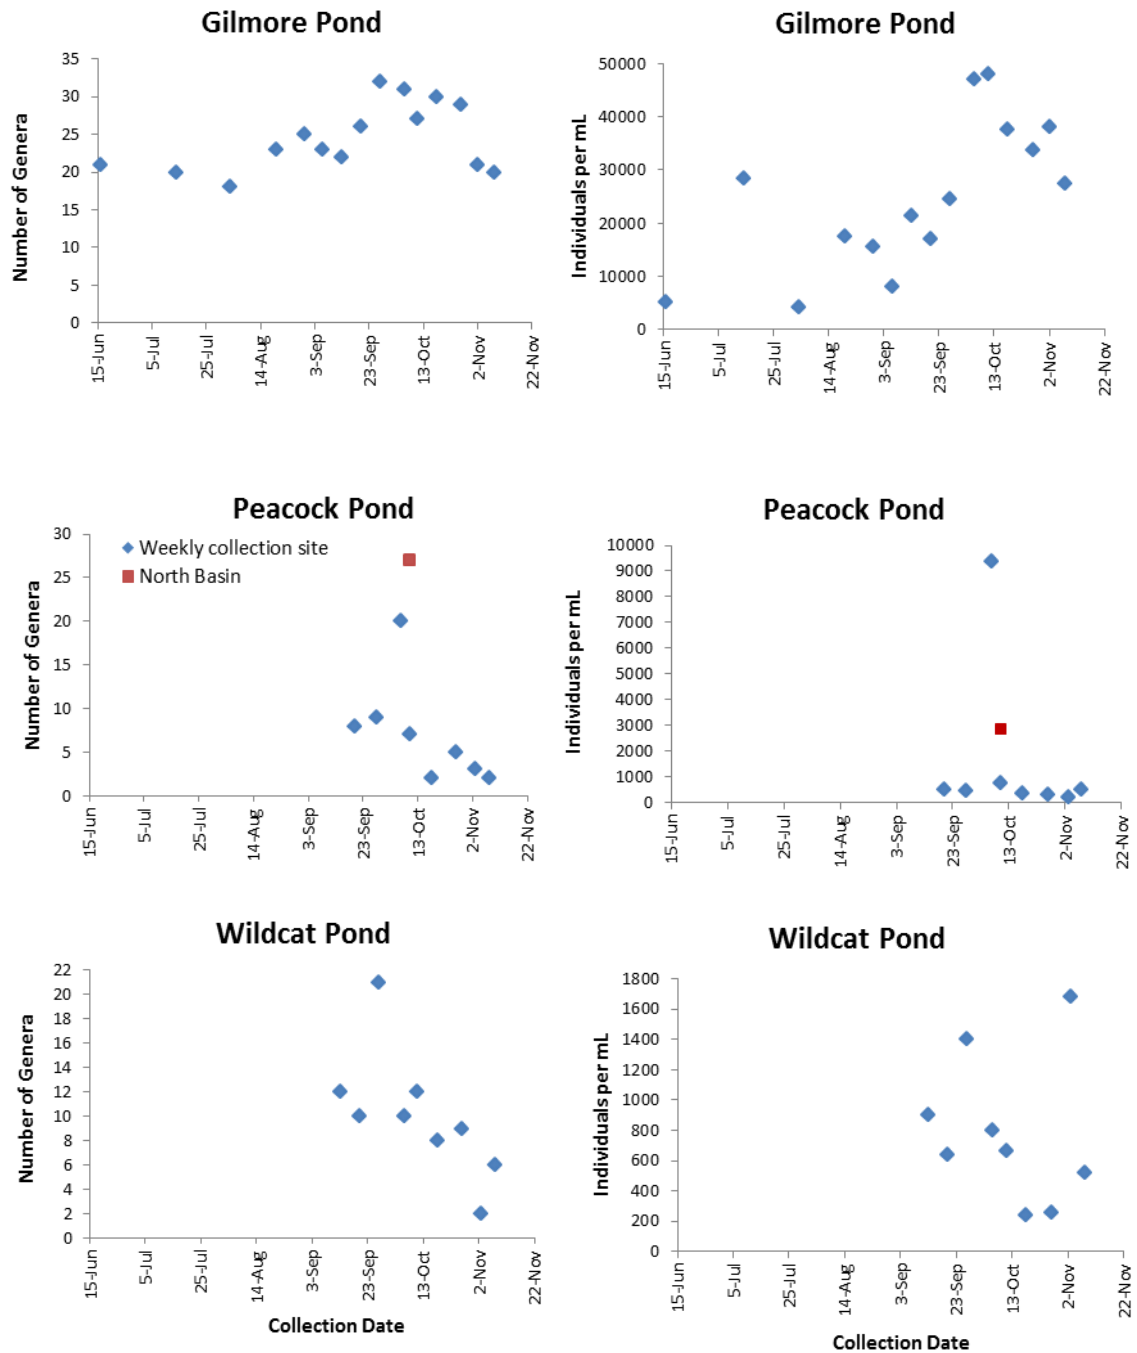 Gilmore Pond
Number of Genera
35
30
25
20
15
10
5
0
15-Jun
5-Jul
25-Jul
14-Aug
3-Sep
23-Sep
13-Oct
2-Nov
22-Nov
Gilmore Pond
Individuals per mL
50000
40000
30000
20000
10000
0
15-Jun
5-Jul
25-Jul
14-Aug
3-Sep
23-Sep
13-Oct
2-Nov
22-Nov
Peacock Pond
Number of Genera
30
25
20
15
10
5
0
Weekly collection site
North Basin
15-Jun
5-Jul
25-Jul
14-Aug
3-Sep
23-Sep
13-Oct
2-Nov
22-Nov
Peacock Pond
Individuals per mL
10000
9000
8000
7000
6000
5000
4000
3000
2000
1000
0
15-Jun
5-Jul
25-Jul
14-Aug
3-Sep
23-Sep
13-Oct
2-Nov
22-Nov
Wildcat Pond
Number of Genera
22
20
18
16
14
12
10
8
6
4
2
0
15-Jun
5-Jul
25-Jul
14-Aug
3-Sep
23-Sep
13-Oct
2-Nov
22-Nov
Collection Date
Wildcat Pond
Individuals per mL
1800
1600
1400
1200
1000
800
600
400
200
0
15-Jun
5-Jul
25-Jul
14-Aug
3-Sep
23-Sep
13-Oct
2-Nov
22-Nov
Collection Date